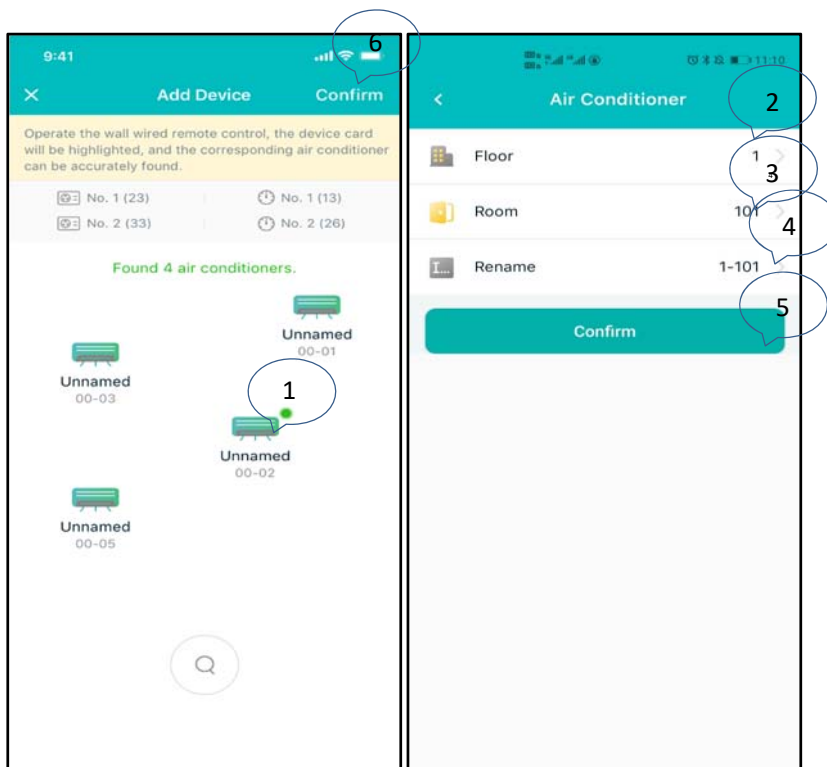 9:41
6
Add Device
Confirm
Operate the wall wired remote control, the device card
will be highlighted, and the corresponding air conditioner
can be accurately found.
No. 1 (23)
No. 1 (13)
No. 2 (33)
No. 2 (26)
Found 4 air conditioners.
Unnamed
00-01
Unnamed
00-03
1
Unnamed
00-02
Unnamed
00-05
11:10
Air Conditioner
2
Floor
1
3
Room
101
4
Rename
1-101
5
Confirm